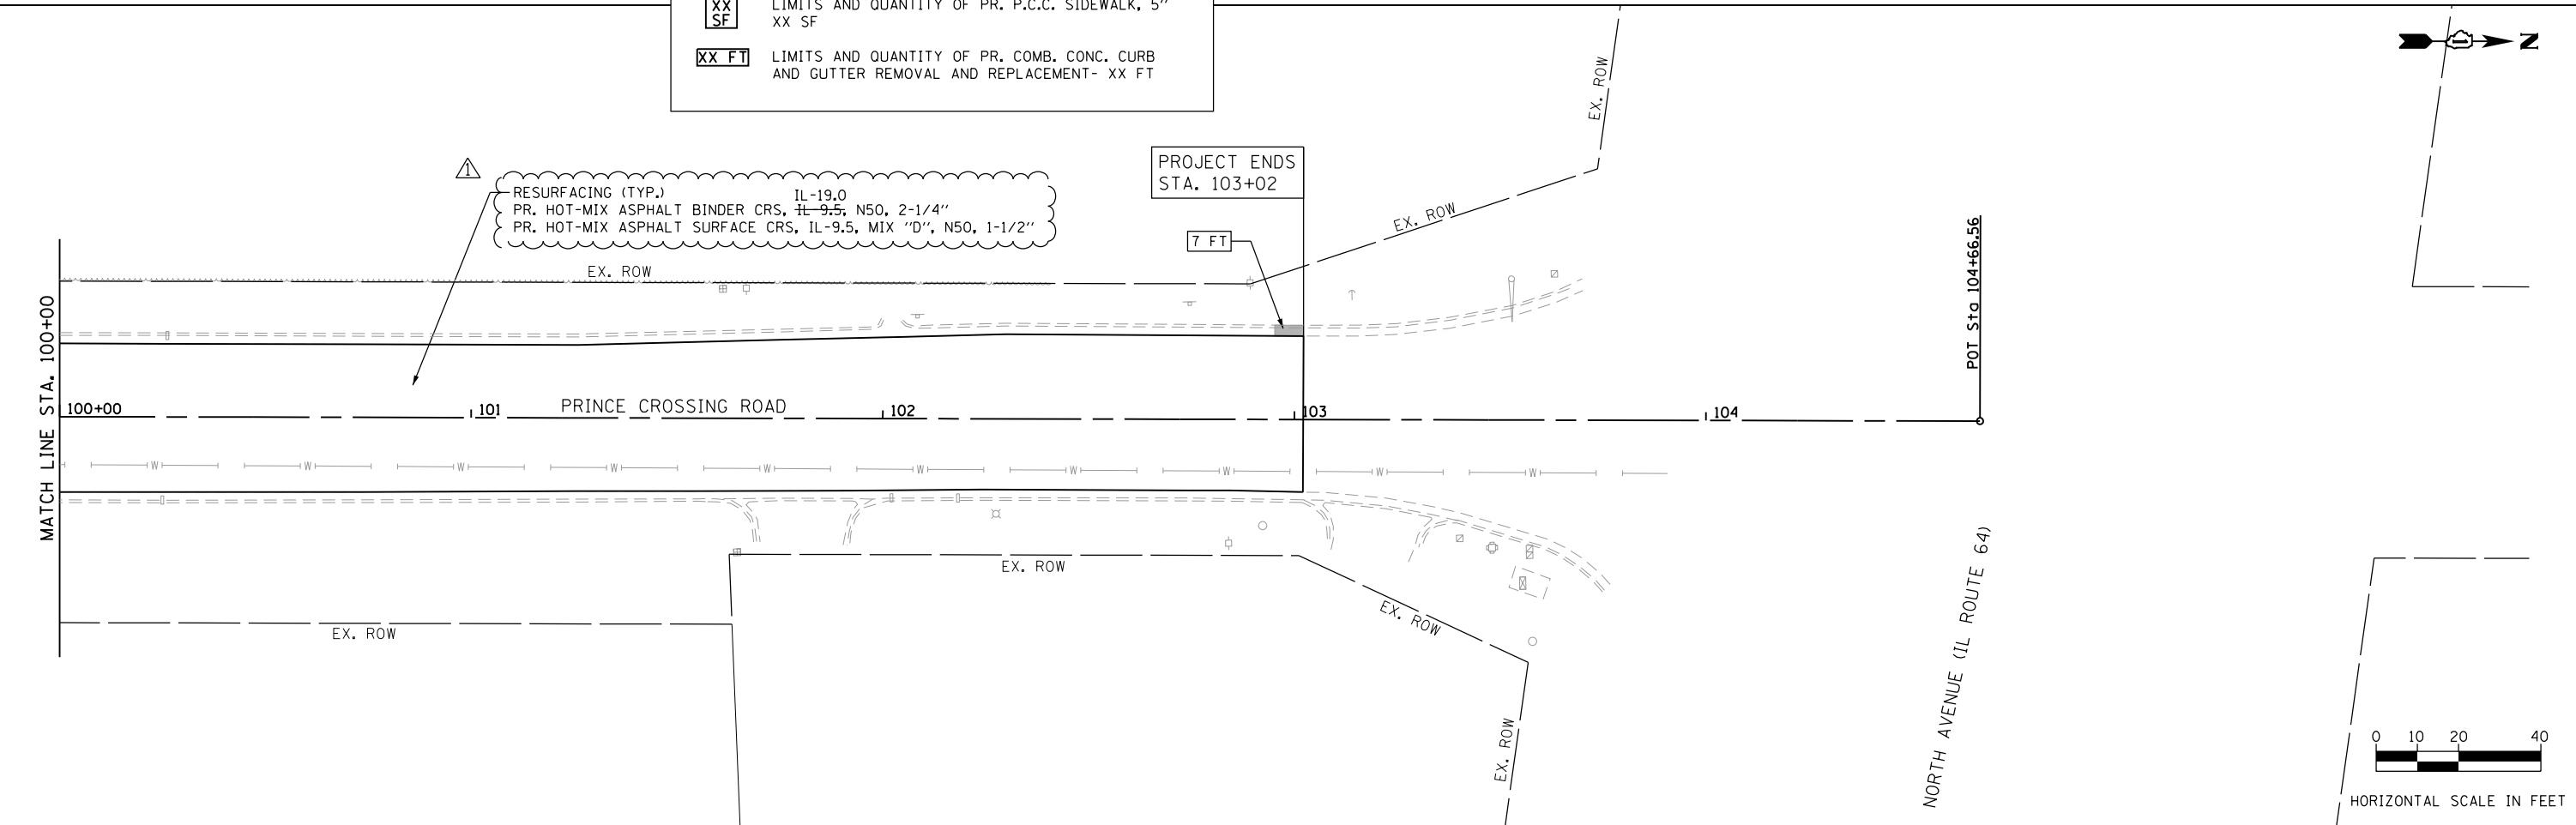 XX
SF
LIMITS AND QUANTITY OF PR. P.C.C. SIDEWALK, 5"
XX SF
XX FT
LIMITS AND QUANTITY OF PR. COMB. CONC. CURB
AND GUTTER REMOVAL AND REPLACEMENT- XX FT
N
EX. ROW
1
RESURFACING (TYP.)
IL-19.0
PR. HOT-MIX ASPHALT BINDER CRS, IL-9.5, N50, 2-1/4"
PR. HOT-MIX ASPHALT SURFACE CRS, IL-9.5, MIX "D", N50, 1-1/2"
PROJECT ENDS
STA. 103+02
7 FT
EX. ROW
EX. ROW
POT Sta 104+66.56
MATCH LINE STA. 100+00
100+00
101
PRINCE CROSSING ROAD
102
103
104
W W W W W W W W W W
EX. ROW
EX. ROW
EX. ROW
EX. ROW
NORTH AVENUE (IL ROUTE 64)
0 10 20 40
HORIZONTAL SCALE IN FEET